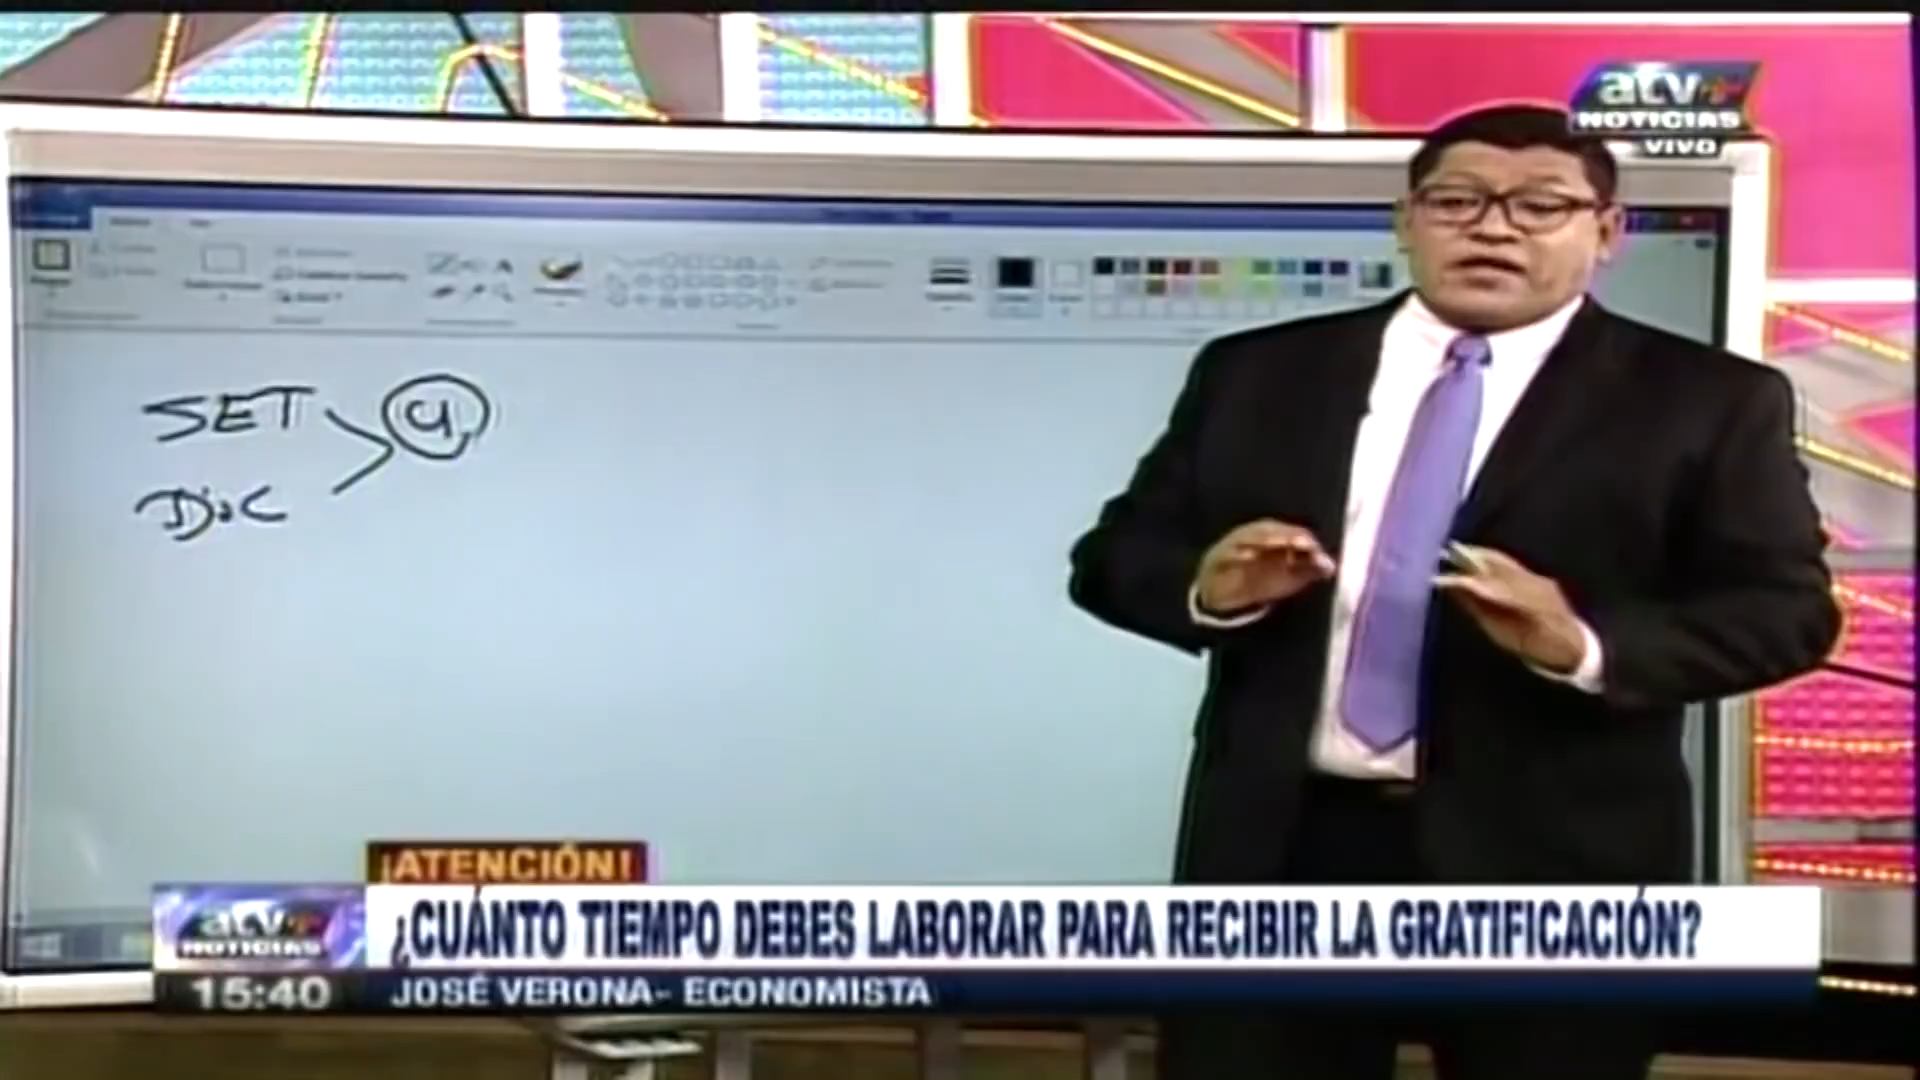 atv+
NOTICIAS
VIVO
SET
4
DiC
¡ATENCIÓN!
atv+
NOTICIAS
¿CUÁNTO TIEMPO DEBES LABORAR PARA RECIBIR LA GRATIFICACIÓN?
15:40
JOSÉ VERONA- ECONOMISTA